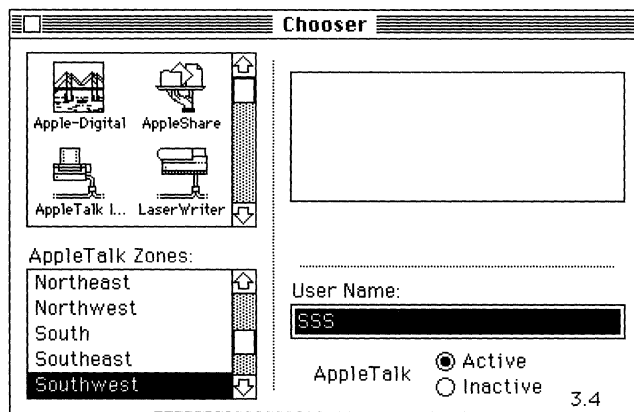 Chooser
Apple-Digital
AppleShare
AppleTalk I...
LaserWriter
AppleTalk Zones:
Northeast
Northwest
South
Southeast
Southwest
User Name:
SSS
AppleTalk
Active
Inactive
3.4